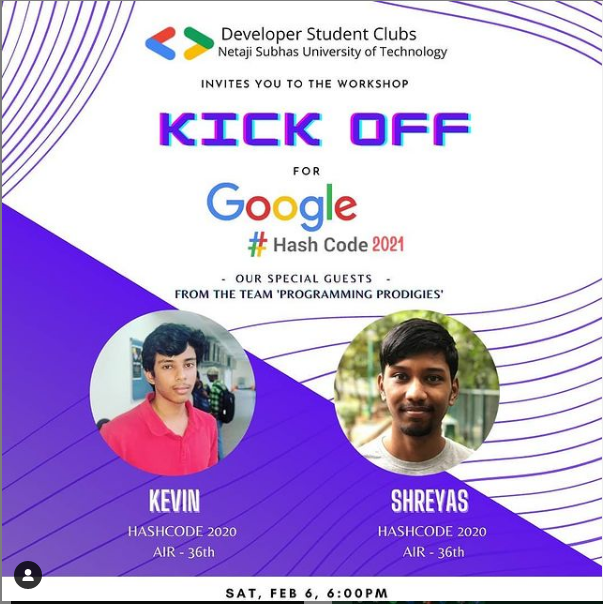 Developer Student Clubs
Netaji Subhas University of Technology
INVITES YOU TO THE WORKSHOP
KICK OFF
FOR
Google
# Hash Code 2021
- OUR SPECIAL GUESTS -
FROM THE TEAM 'PROGRAMMING PRODIGIES'
KEVIN
HASHCODE 2020
AIR - 36th
SHREYAS
HASHCODE 2020
AIR - 36th
SAT, FEB 6, 6:00PM